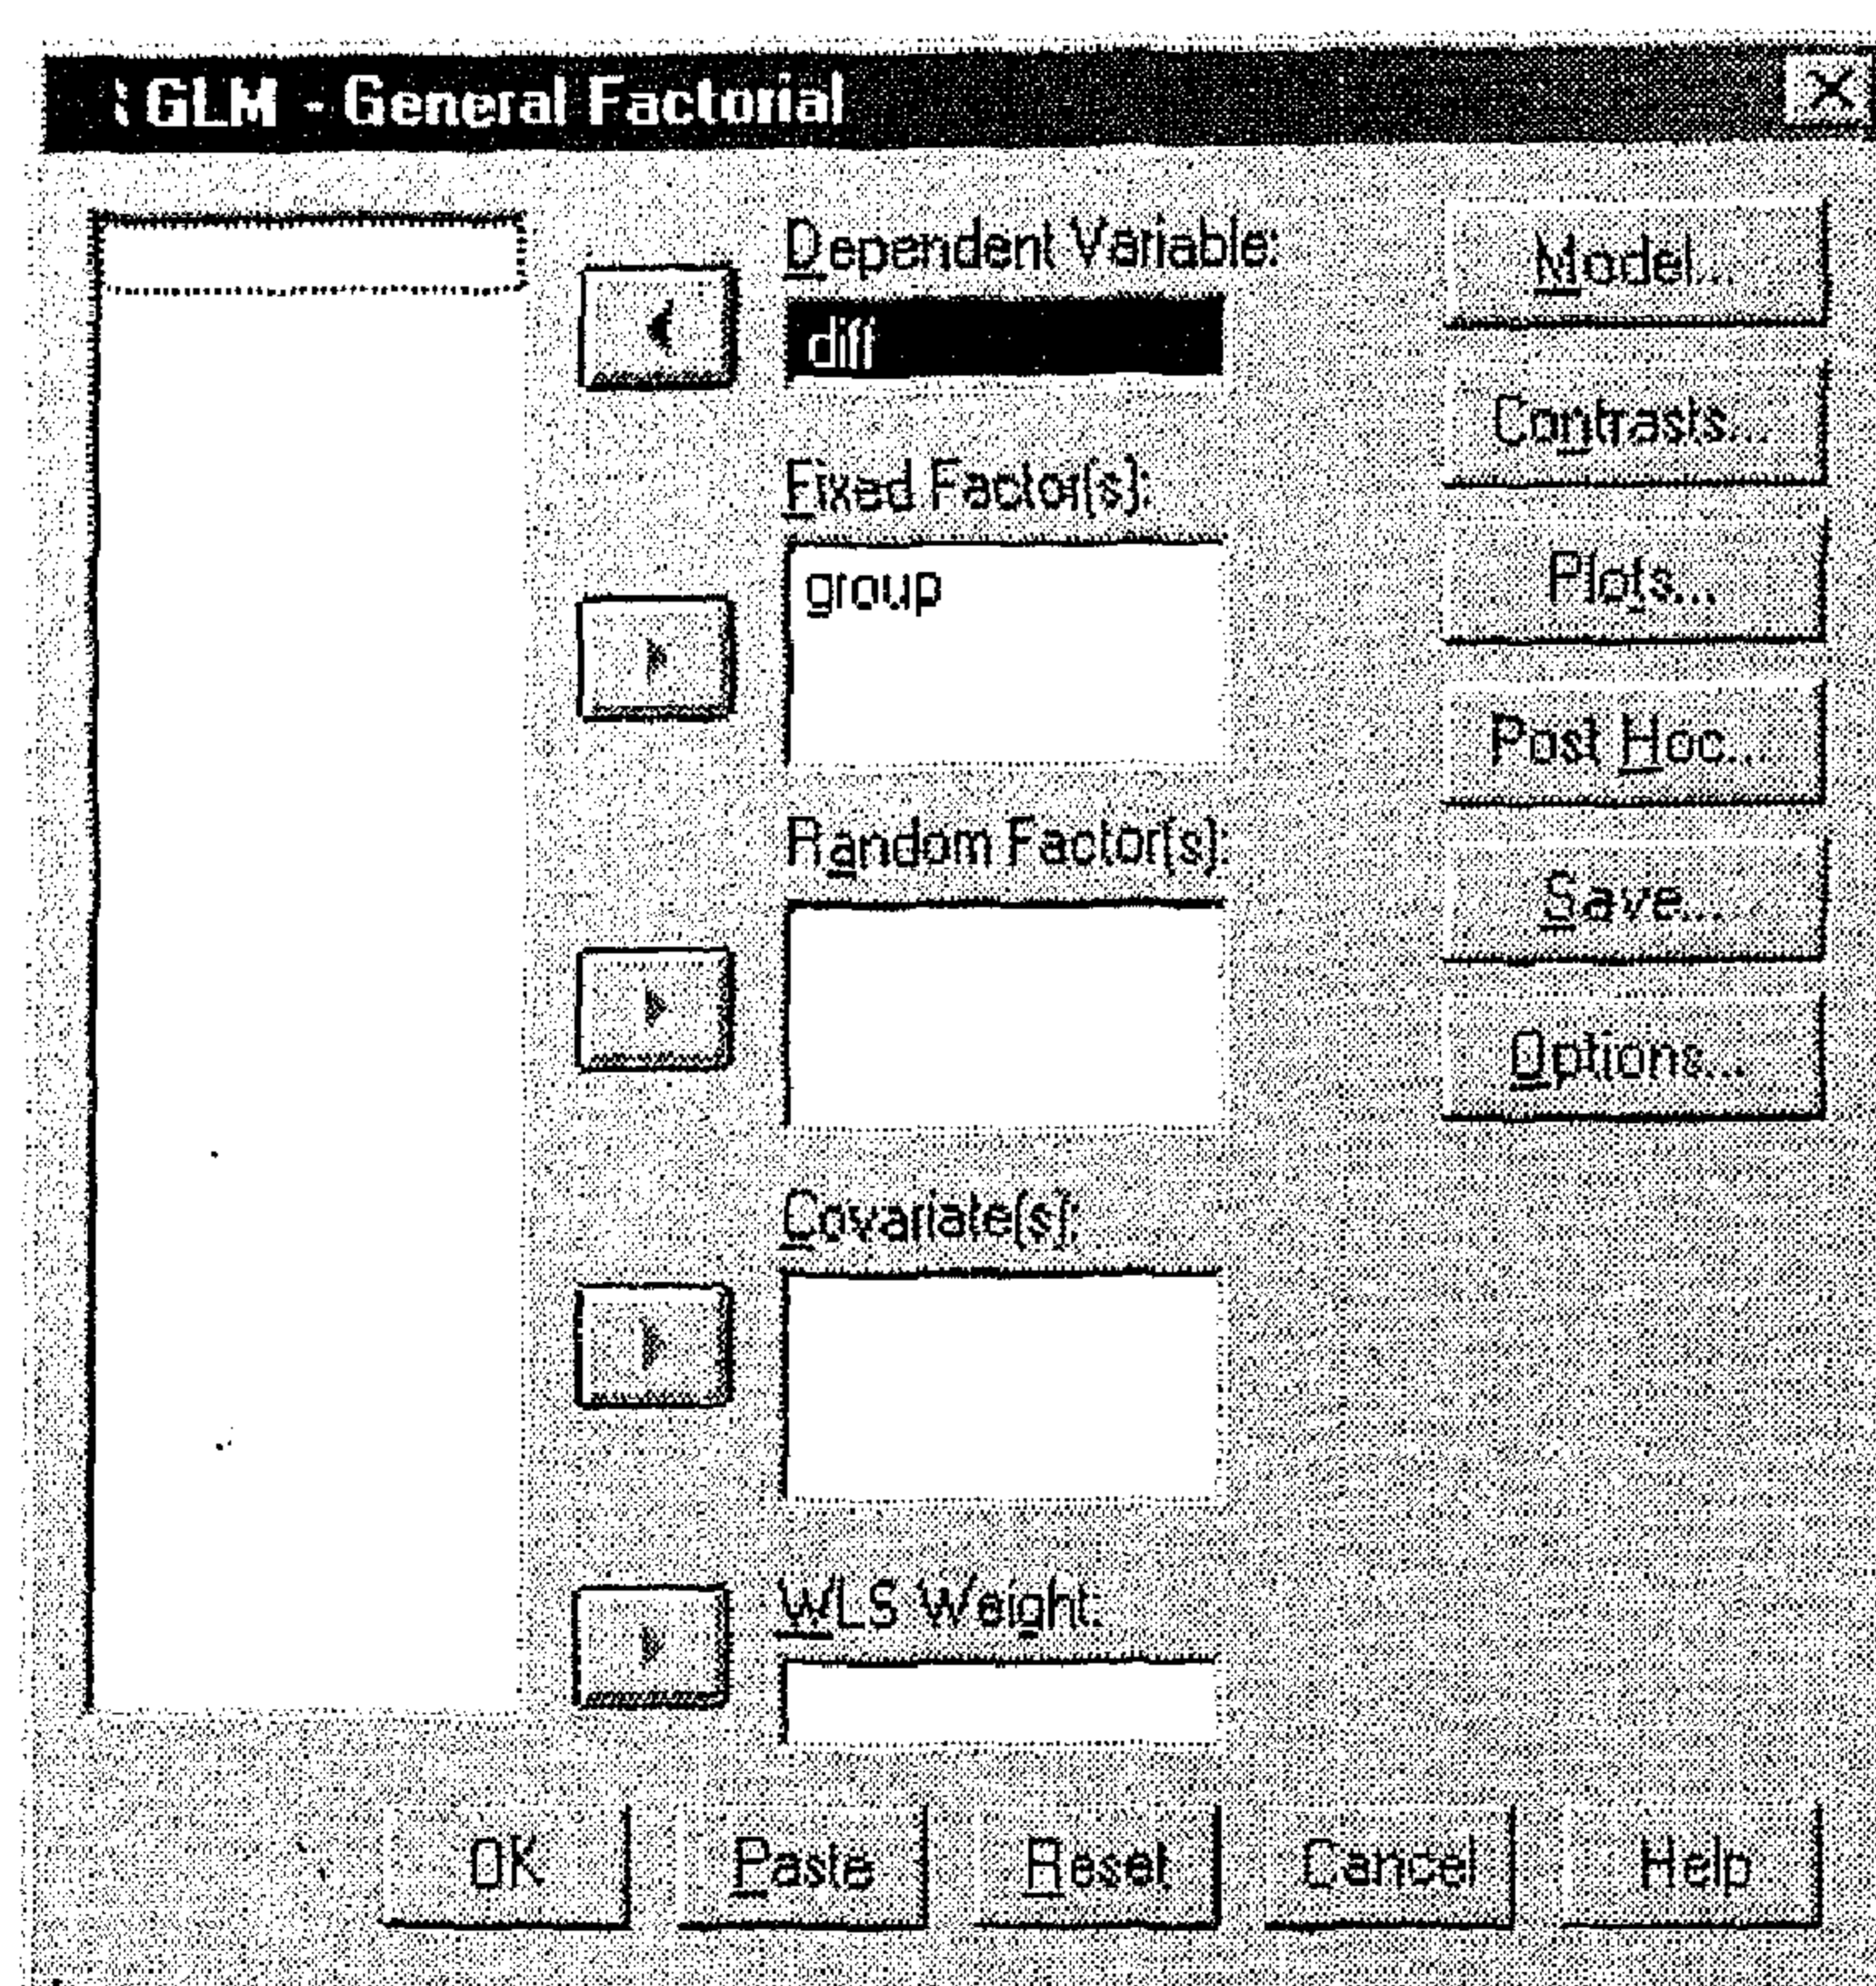 GLM - General Factorial
Dependent Variable:
diff
Fixed Factor(s):
group
Random Factor(s):
Covariate(s):
WLS Weight:
Model...
Contrasts...
Plots...
Post Hoc...
Save...
Options...
OK
Paste
Reset
Cancel
Help